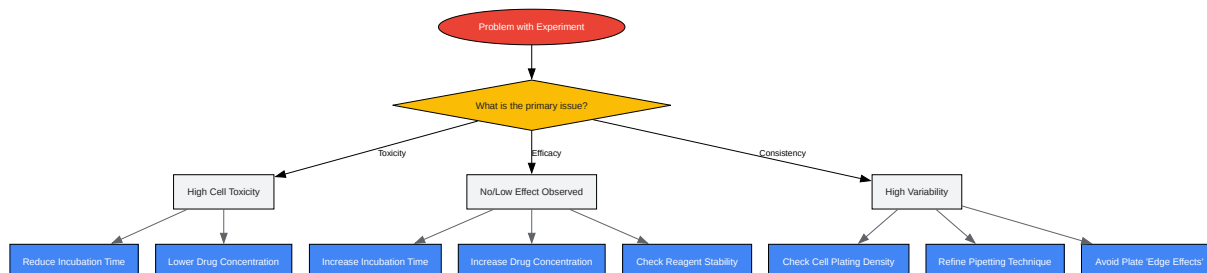 Problem with Experiment
What is the primary issue?
Toxicity
Efficacy
Consistency
High Cell Toxicity
No/Low Effect Observed
High Variability
Reduce Incubation Time
Lower Drug Concentration
Increase Incubation Time
Increase Drug Concentration
Check Reagent Stability
Check Cell Plating Density
Refine Pipetting Technique
Avoid Plate 'Edge Effects'